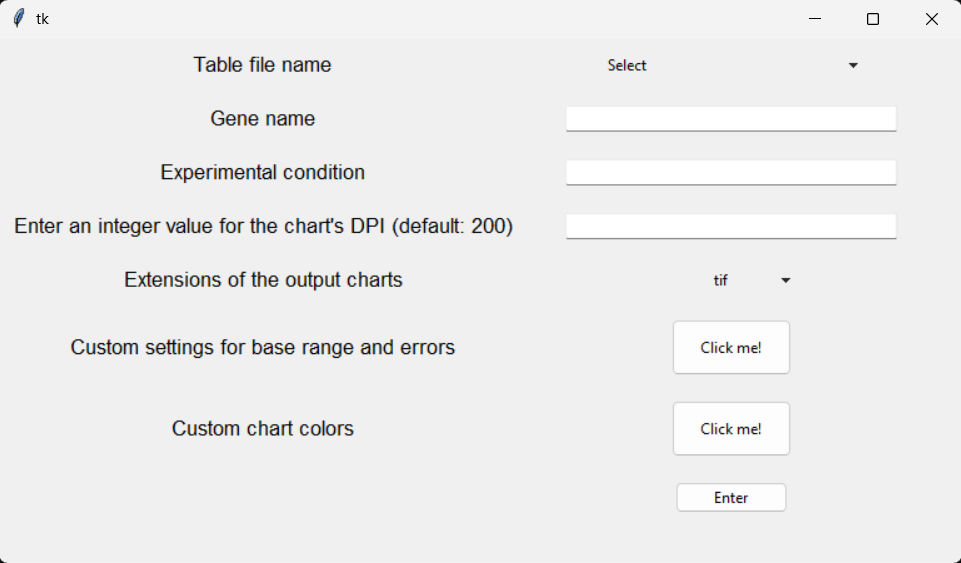 tk
Table file name Select
Gene name
Experimental condition
Enter an integer value for the chart's DPI (default: 200)
Extensions of the output charts tif
Custom settings for base range and errors Click me!
Custom chart colors Click me!
Enter